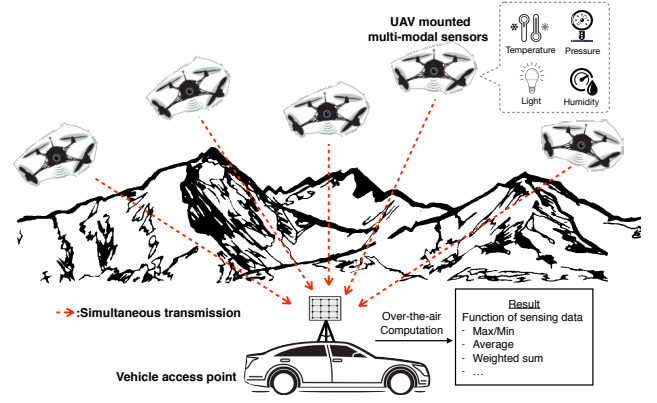 UAV mounted
multi-modal sensors
Temperature
Pressure
Light
Humidity
:Simultaneous transmission
Over-the-air
Computation
Result
Function of sensing data
- Max/Min
- Average
- Weighted sum
- ...
Vehicle access point